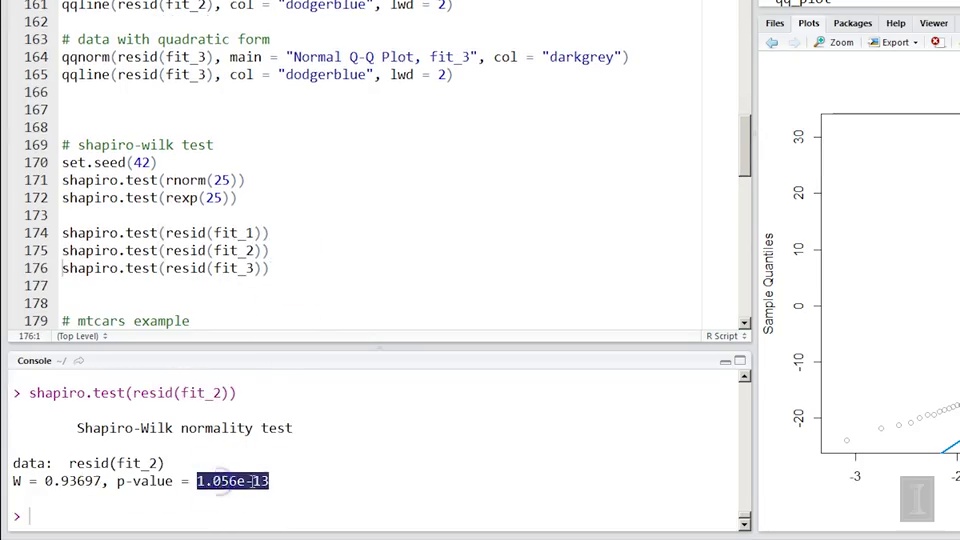 161 qqline(resid(fit_2), col = "dodgerblue", lwd = 2)
162
163 # data with quadratic form
164 qqnorm(resid(fit_3), main = "Normal Q-Q Plot, fit_3", col = "darkgrey")
165 qqline(resid(fit_3), col = "dodgerblue", lwd = 2)
166
167
168
169 # shapiro-wilk test
170 set.seed(42)
171 shapiro.test(rnorm(25))
172 shapiro.test(rexp(25))
173
174 shapiro.test(resid(fit_1))
175 shapiro.test(resid(fit_2))
176 shapiro.test(resid(fit_3))
177
178
179 # mtcars example
176:1 (Top Level) R Script
Console ~/
> shapiro.test(resid(fit_2))
Shapiro-Wilk normality test
data: resid(fit_2)
W = 0.93697, p-value = 1.056e-13
>
qq_plot
Files Plots Packages Help Viewer
Zoom Export
Sample Quantiles
30
20
10
0
-10
-20
-3
I